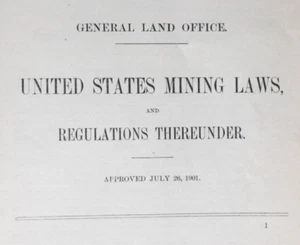 GENERAL LAND OFFICE.
UNITED STATES MINING LAWS,
AND
REGULATIONS THEREUNDER.
APPROVED JULY 26, 1901.
1